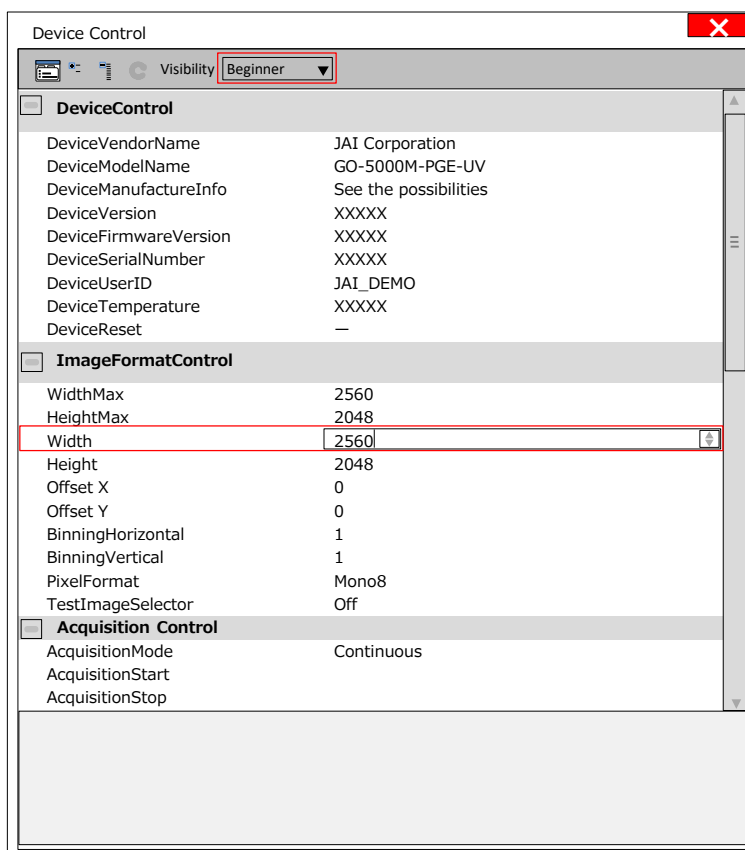 Device Control
Visibility Beginner
DeviceControl
DeviceVendorName JAI Corporation
DeviceModelName GO-5000M-PGE-UV
DeviceManufactureInfo See the possibilities
DeviceVersion XXXXX
DeviceFirmwareVersion XXXXX
DeviceSerialNumber XXXXX
DeviceUserID JAI_DEMO
DeviceTemperature XXXXX
DeviceReset —
ImageFormatControl
WidthMax 2560
HeightMax 2048
Width 2560
Height 2048
Offset X 0
Offset Y 0
BinningHorizontal 1
BinningVertical 1
PixelFormat Mono8
TestImageSelector Off
Acquisition Control
AcquisitionMode Continuous
AcquisitionStart
AcquisitionStop